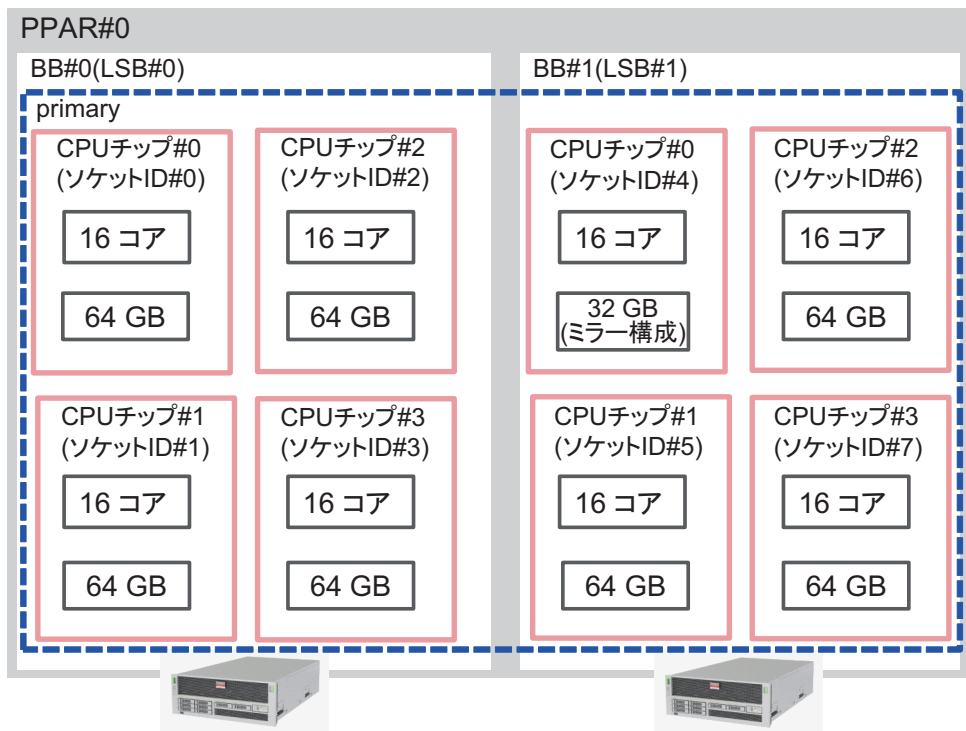 PPAR#0
BB#0(LSB#0)
primary
CPUチップ#0
(ソケットID#0)
16 コア
64 GB
CPUチップ#2
(ソケットID#2)
16 コア
64 GB
CPUチップ#1
(ソケットID#1)
16 コア
64 GB
CPUチップ#3
(ソケットID#3)
16 コア
64 GB
BB#1(LSB#1)
CPUチップ#0
(ソケットID#4)
16 コア
32 GB
(ミラー構成)
CPUチップ#2
(ソケットID#6)
16 コア
64 GB
CPUチップ#1
(ソケットID#5)
16 コア
64 GB
CPUチップ#3
(ソケットID#7)
16 コア
64 GB